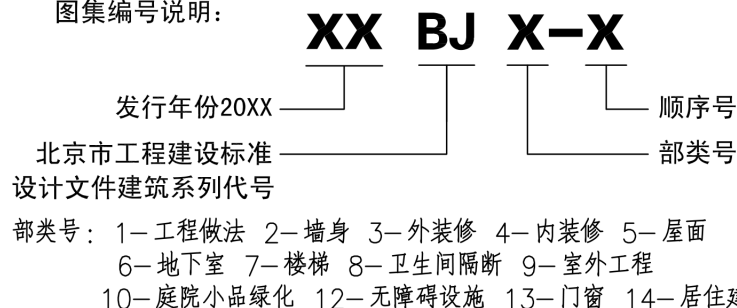 图集编号说明:
XX BJ X-X
发行年份20XX 顺序号
北京市工程建设标准 部类号
设计文件建筑系列代号
部类号: 1-工程做法 2-墙身 3-外装修 4-内装修 5-屋面
6-地下室 7-楼梯 8-卫生间隔断 9-室外工程
10-庭院小品绿化 12-无障碍设施 13-门窗 14-居住建